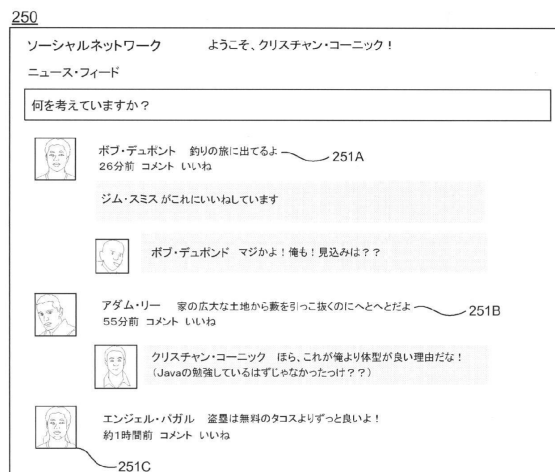 250
ソーシャルネットワーク ようこそ、クリスチャン・コーニック！
ニュース・フィード
何を考えていますか？
ボブ・デュポント 釣りの旅に出てるよ 251A
26分前 コメント いいね
ジム・スミス がこれにいいねしています
ボブ・デュポンド マジかよ！俺も！見込みは？？
アダム・リー 家の広大な土地から藪を引っこ抜くのにへとへとだよ 251B
55分前 コメント いいね
クリスチャン・コーニック ほら、これが俺より体型が良い理由だな！
（Javaの勉強しているはずじゃなかったっけ？？）
エンジェル・パガル 盗塁は無料のタコスよりずっと良いよ！
約1時間前 コメント いいね
251C